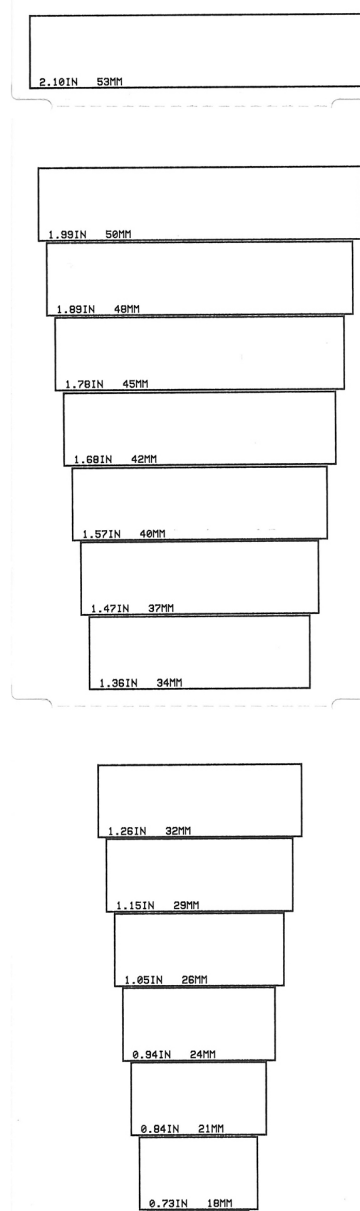 2.10IN 53MM
1.99IN 50MM
1.89IN 48MM
1.78IN 45MM
1.68IN 42MM
1.57IN 40MM
1.47IN 37MM
1.36IN 34MM
1.26IN 32MM
1.15IN 29MM
1.05IN 26MM
0.94IN 24MM
0.84IN 21MM
0.73IN 18MM